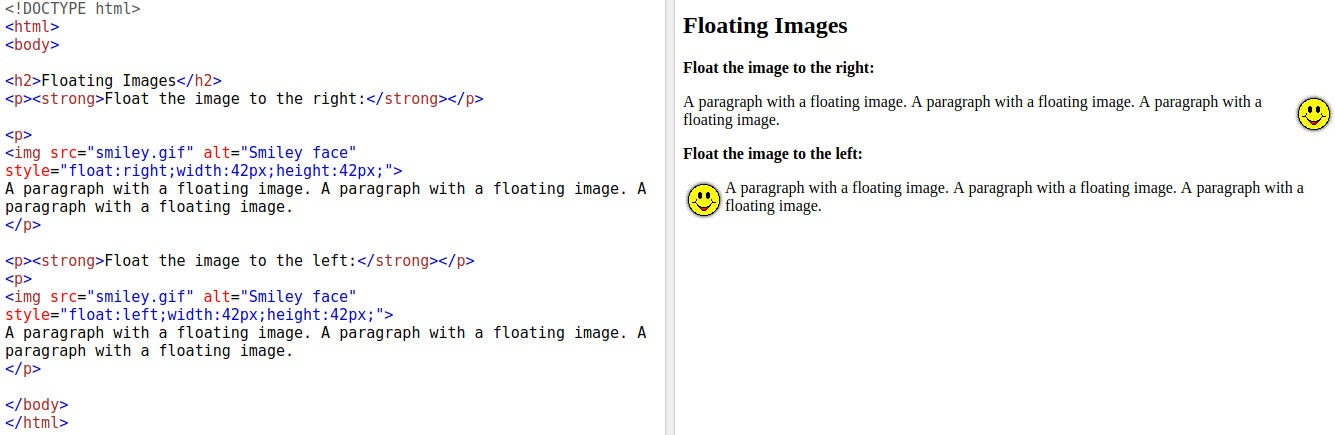 <!DOCTYPE html>
<html>
<body>
<h2>Floating Images</h2>
<p><strong>Float the image to the right:</strong></p>
<p>
<img src="smiley.gif" alt="Smiley face"
style="float:right;width:42px;height:42px;">
A paragraph with a floating image. A paragraph with a floating image. A
paragraph with a floating image.
</p>
<p><strong>Float the image to the left:</strong></p>
<p>
<img src="smiley.gif" alt="Smiley face"
style="float:left;width:42px;height:42px;">
A paragraph with a floating image. A paragraph with a floating image. A
paragraph with a floating image.
</p>
</body>
</html>
Floating Images
Float the image to the right:
A paragraph with a floating image. A paragraph with a floating image. A paragraph with a
floating image.
Float the image to the left:
A paragraph with a floating image. A paragraph with a floating image. A paragraph with a
floating image.